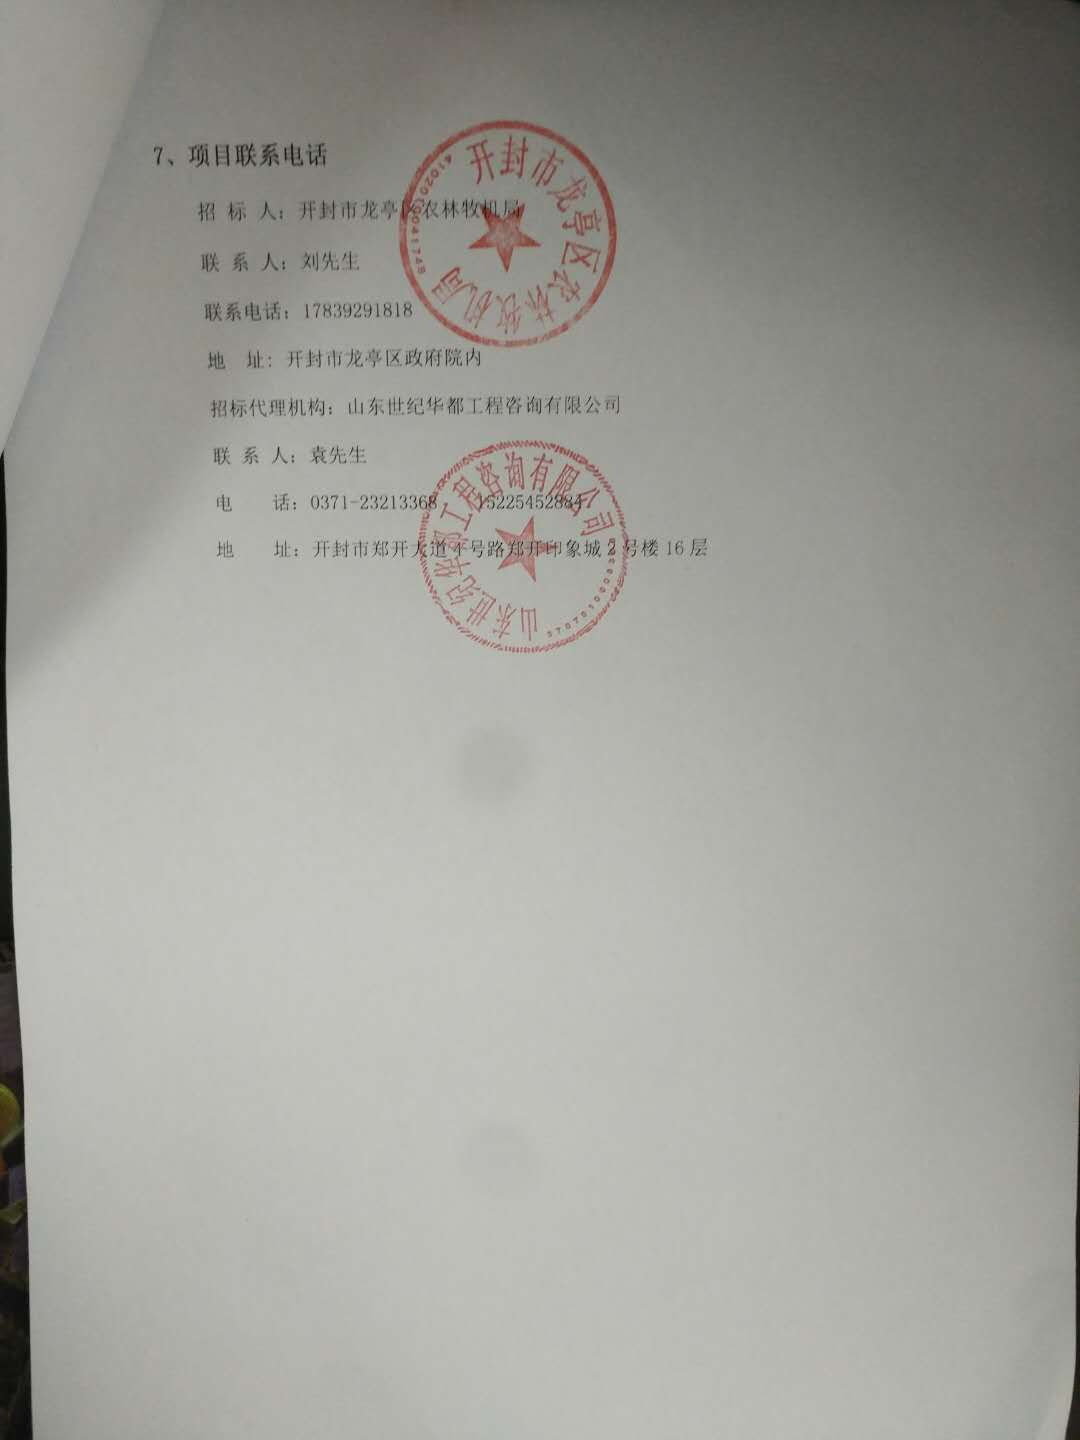 7、项目联系电话
招 标 人：开封市龙亭区农林牧机局
联 系 人：刘先生
联系电话：17839291818
地 址：开封市龙亭区政府院内
招标代理机构：山东世纪华都工程咨询有限公司
联 系 人：袁先生
电 话：0371-23213368 15225452884
地 址：开封市郑开大道 号路郑开印象城2号楼16层
开封市龙亭区农林牧机局
山东世纪华都工程咨询有限公司